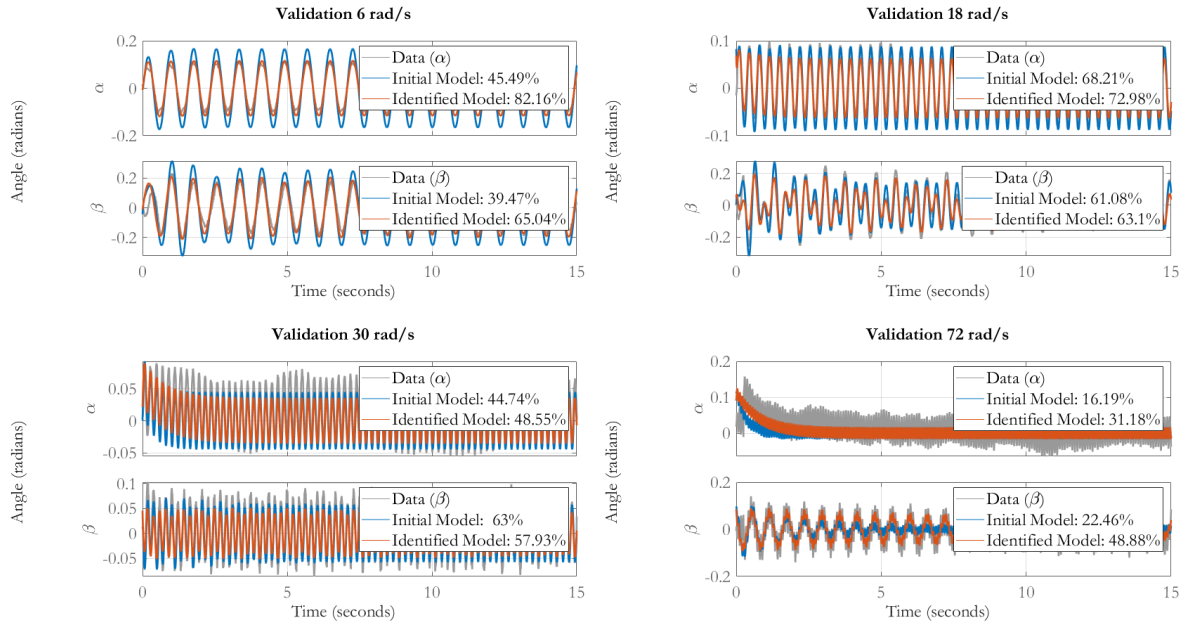 Validation 6 rad/s
Angle (radians)
α
0.2
0
-0.2
Data (α)
Initial Model: 45.49%
Identified Model: 82.16%
β
0.2
0
-0.2
Data (β)
Initial Model: 39.47%
Identified Model: 65.04%
0
5
10
15
Time (seconds)
Validation 18 rad/s
Angle (radians)
α
0.1
0
-0.1
Data (α)
Initial Model: 68.21%
Identified Model: 72.98%
β
0.2
0
-0.2
Data (β)
Initial Model: 61.08%
Identified Model: 63.1%
0
5
10
15
Time (seconds)
Validation 30 rad/s
Angle (radians)
α
0.05
0
-0.05
Data (α)
Initial Model: 44.74%
Identified Model: 48.55%
β
0.1
0.05
0
-0.05
Data (β)
Initial Model: 63%
Identified Model: 57.93%
0
5
10
15
Time (seconds)
Validation 72 rad/s
Angle (radians)
α
0.2
0.1
0
Data (α)
Initial Model: 16.19%
Identified Model: 31.18%
β
0.2
0
-0.2
Data (β)
Initial Model: 22.46%
Identified Model: 48.88%
0
5
10
15
Time (seconds)